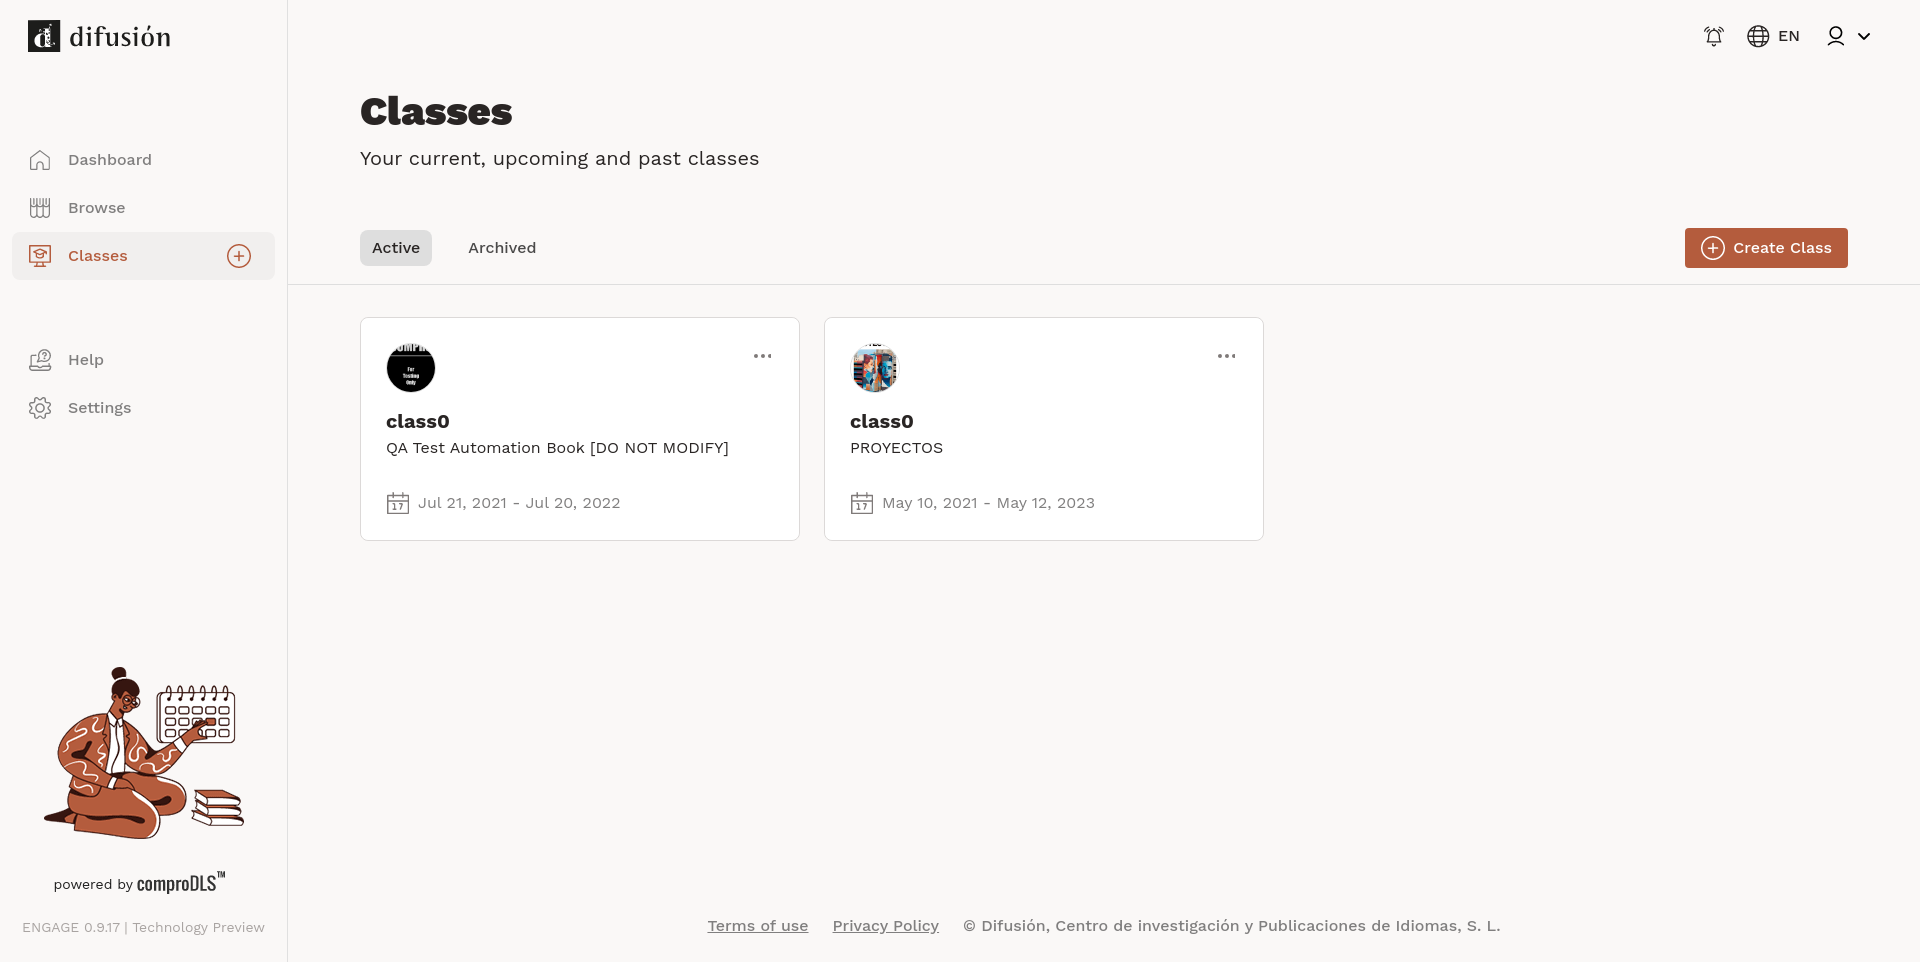 difusión
EN
Classes
Your current, upcoming and past classes
Dashboard
Browse
Classes
Help
Settings
Active
Archived
Create Class
For
Testing
Only
class0
QA Test Automation Book [DO NOT MODIFY]
17
Jul 21, 2021 - Jul 20, 2022
class0
PROYECTOS
17
May 10, 2021 - May 12, 2023
powered by comproDLS™
ENGAGE 0.9.17 | Technology Preview
Terms of use
Privacy Policy
© Difusión, Centro de investigación y Publicaciones de Idiomas, S. L.